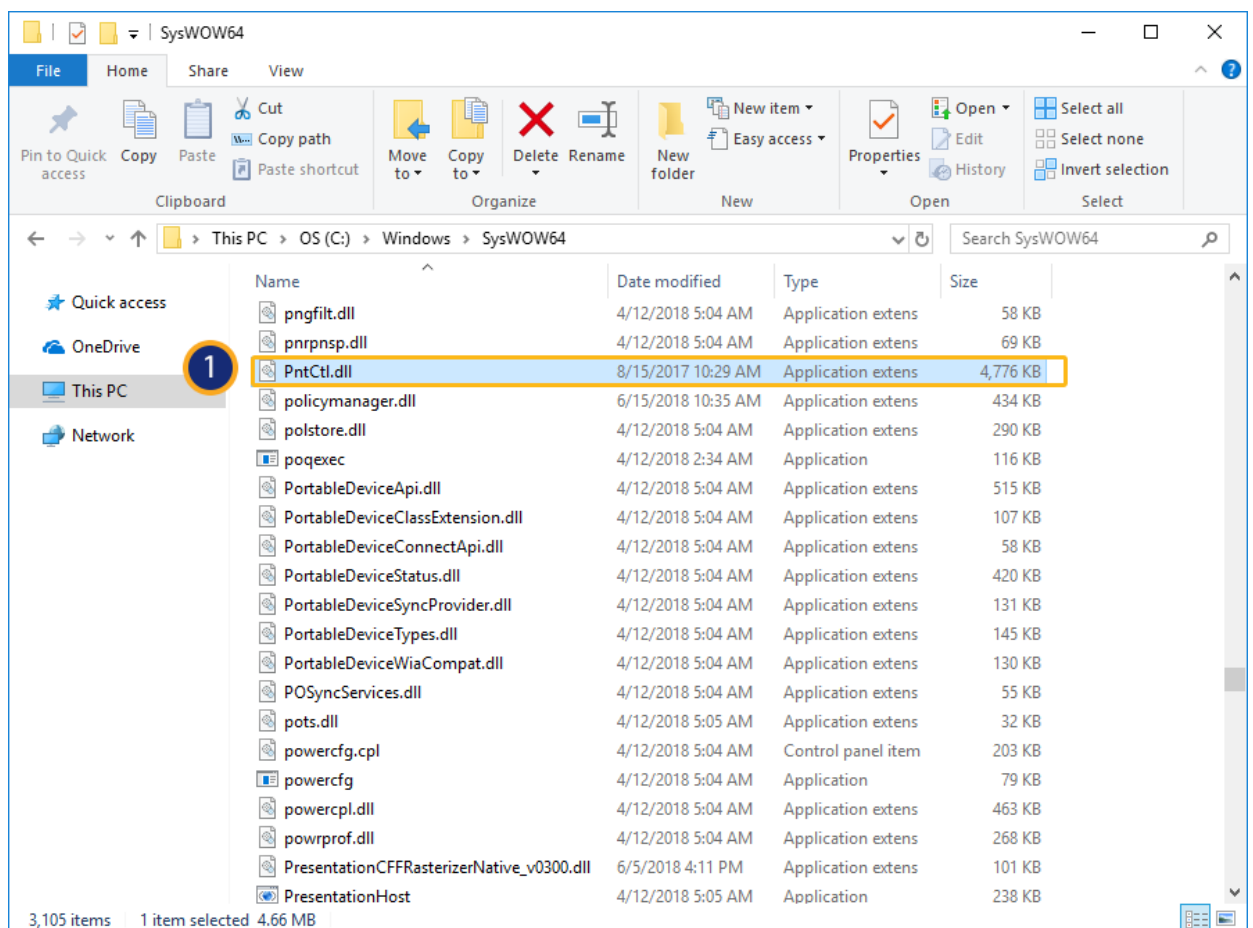 SysWOW64
File Home Share View
Pin to Quick access
Copy
Paste
Cut
Copy path
Paste shortcut
Clipboard
Move to
Copy to
Delete
Rename
Organize
New folder
New item
Easy access
New
Properties
Open
Edit
History
Open
Select all
Select none
Invert selection
Select
This PC > OS (C:) > Windows > SysWOW64
Search SysWOW64
Quick access
OneDrive
This PC
Network
1
Name Date modified Type Size
pngfilt.dll 4/12/2018 5:04 AM Application extens 58 KB
pnrpnsp.dll 4/12/2018 5:04 AM Application extens 69 KB
PntCtl.dll 8/15/2017 10:29 AM Application extens 4,776 KB
policymanager.dll 6/15/2018 10:35 AM Application extens 434 KB
polstore.dll 4/12/2018 5:04 AM Application extens 290 KB
poqexec 4/12/2018 2:34 AM Application 116 KB
PortableDeviceApi.dll 4/12/2018 5:04 AM Application extens 515 KB
PortableDeviceClassExtension.dll 4/12/2018 5:04 AM Application extens 107 KB
PortableDeviceConnectApi.dll 4/12/2018 5:04 AM Application extens 58 KB
PortableDeviceStatus.dll 4/12/2018 5:04 AM Application extens 420 KB
PortableDeviceSyncProvider.dll 4/12/2018 5:04 AM Application extens 131 KB
PortableDeviceTypes.dll 4/12/2018 5:04 AM Application extens 145 KB
PortableDeviceWiaCompat.dll 4/12/2018 5:04 AM Application extens 130 KB
POSyncServices.dll 4/12/2018 5:04 AM Application extens 55 KB
pots.dll 4/12/2018 5:05 AM Application extens 32 KB
powercfg.cpl 4/12/2018 5:04 AM Control panel item 203 KB
powercfg 4/12/2018 5:04 AM Application 79 KB
powercpl.dll 4/12/2018 5:04 AM Application extens 463 KB
powrprof.dll 4/12/2018 5:04 AM Application extens 268 KB
PresentationCFFRasterizerNative_v0300.dll 6/5/2018 4:11 PM Application extens 101 KB
PresentationHost 4/12/2018 5:05 AM Application 238 KB
3,105 items 1 item selected 4.66 MB